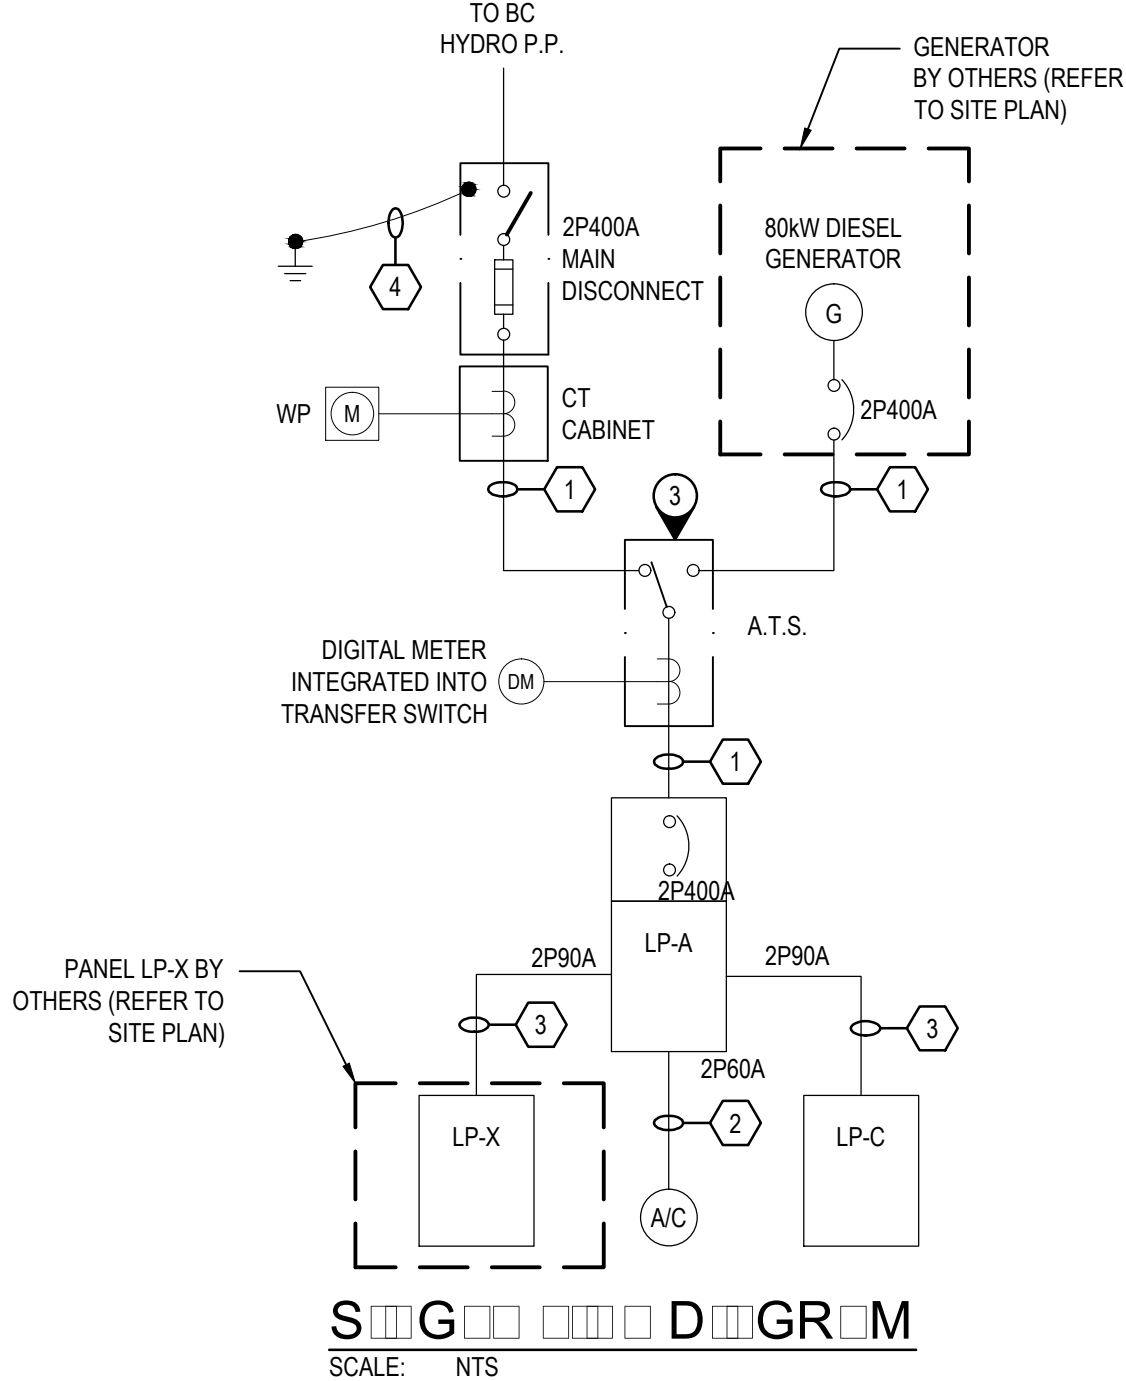 TO BC
HYDRO P.P.
GENERATOR
BY OTHERS (REFER
TO SITE PLAN)
2P400A
MAIN
DISCONNECT
4
80kW DIESEL
GENERATOR
G
2P400A
WP
M
CT
CABINET
1
3
1
A.T.S.
DIGITAL METER
INTEGRATED INTO
TRANSFER SWITCH
DM
1
2P400A
LP-A
2P90A
2P90A
PANEL LP-X BY
OTHERS (REFER TO
SITE PLAN)
3
3
2P60A
2
LP-X
LP-C
A/C
SCALE: NTS